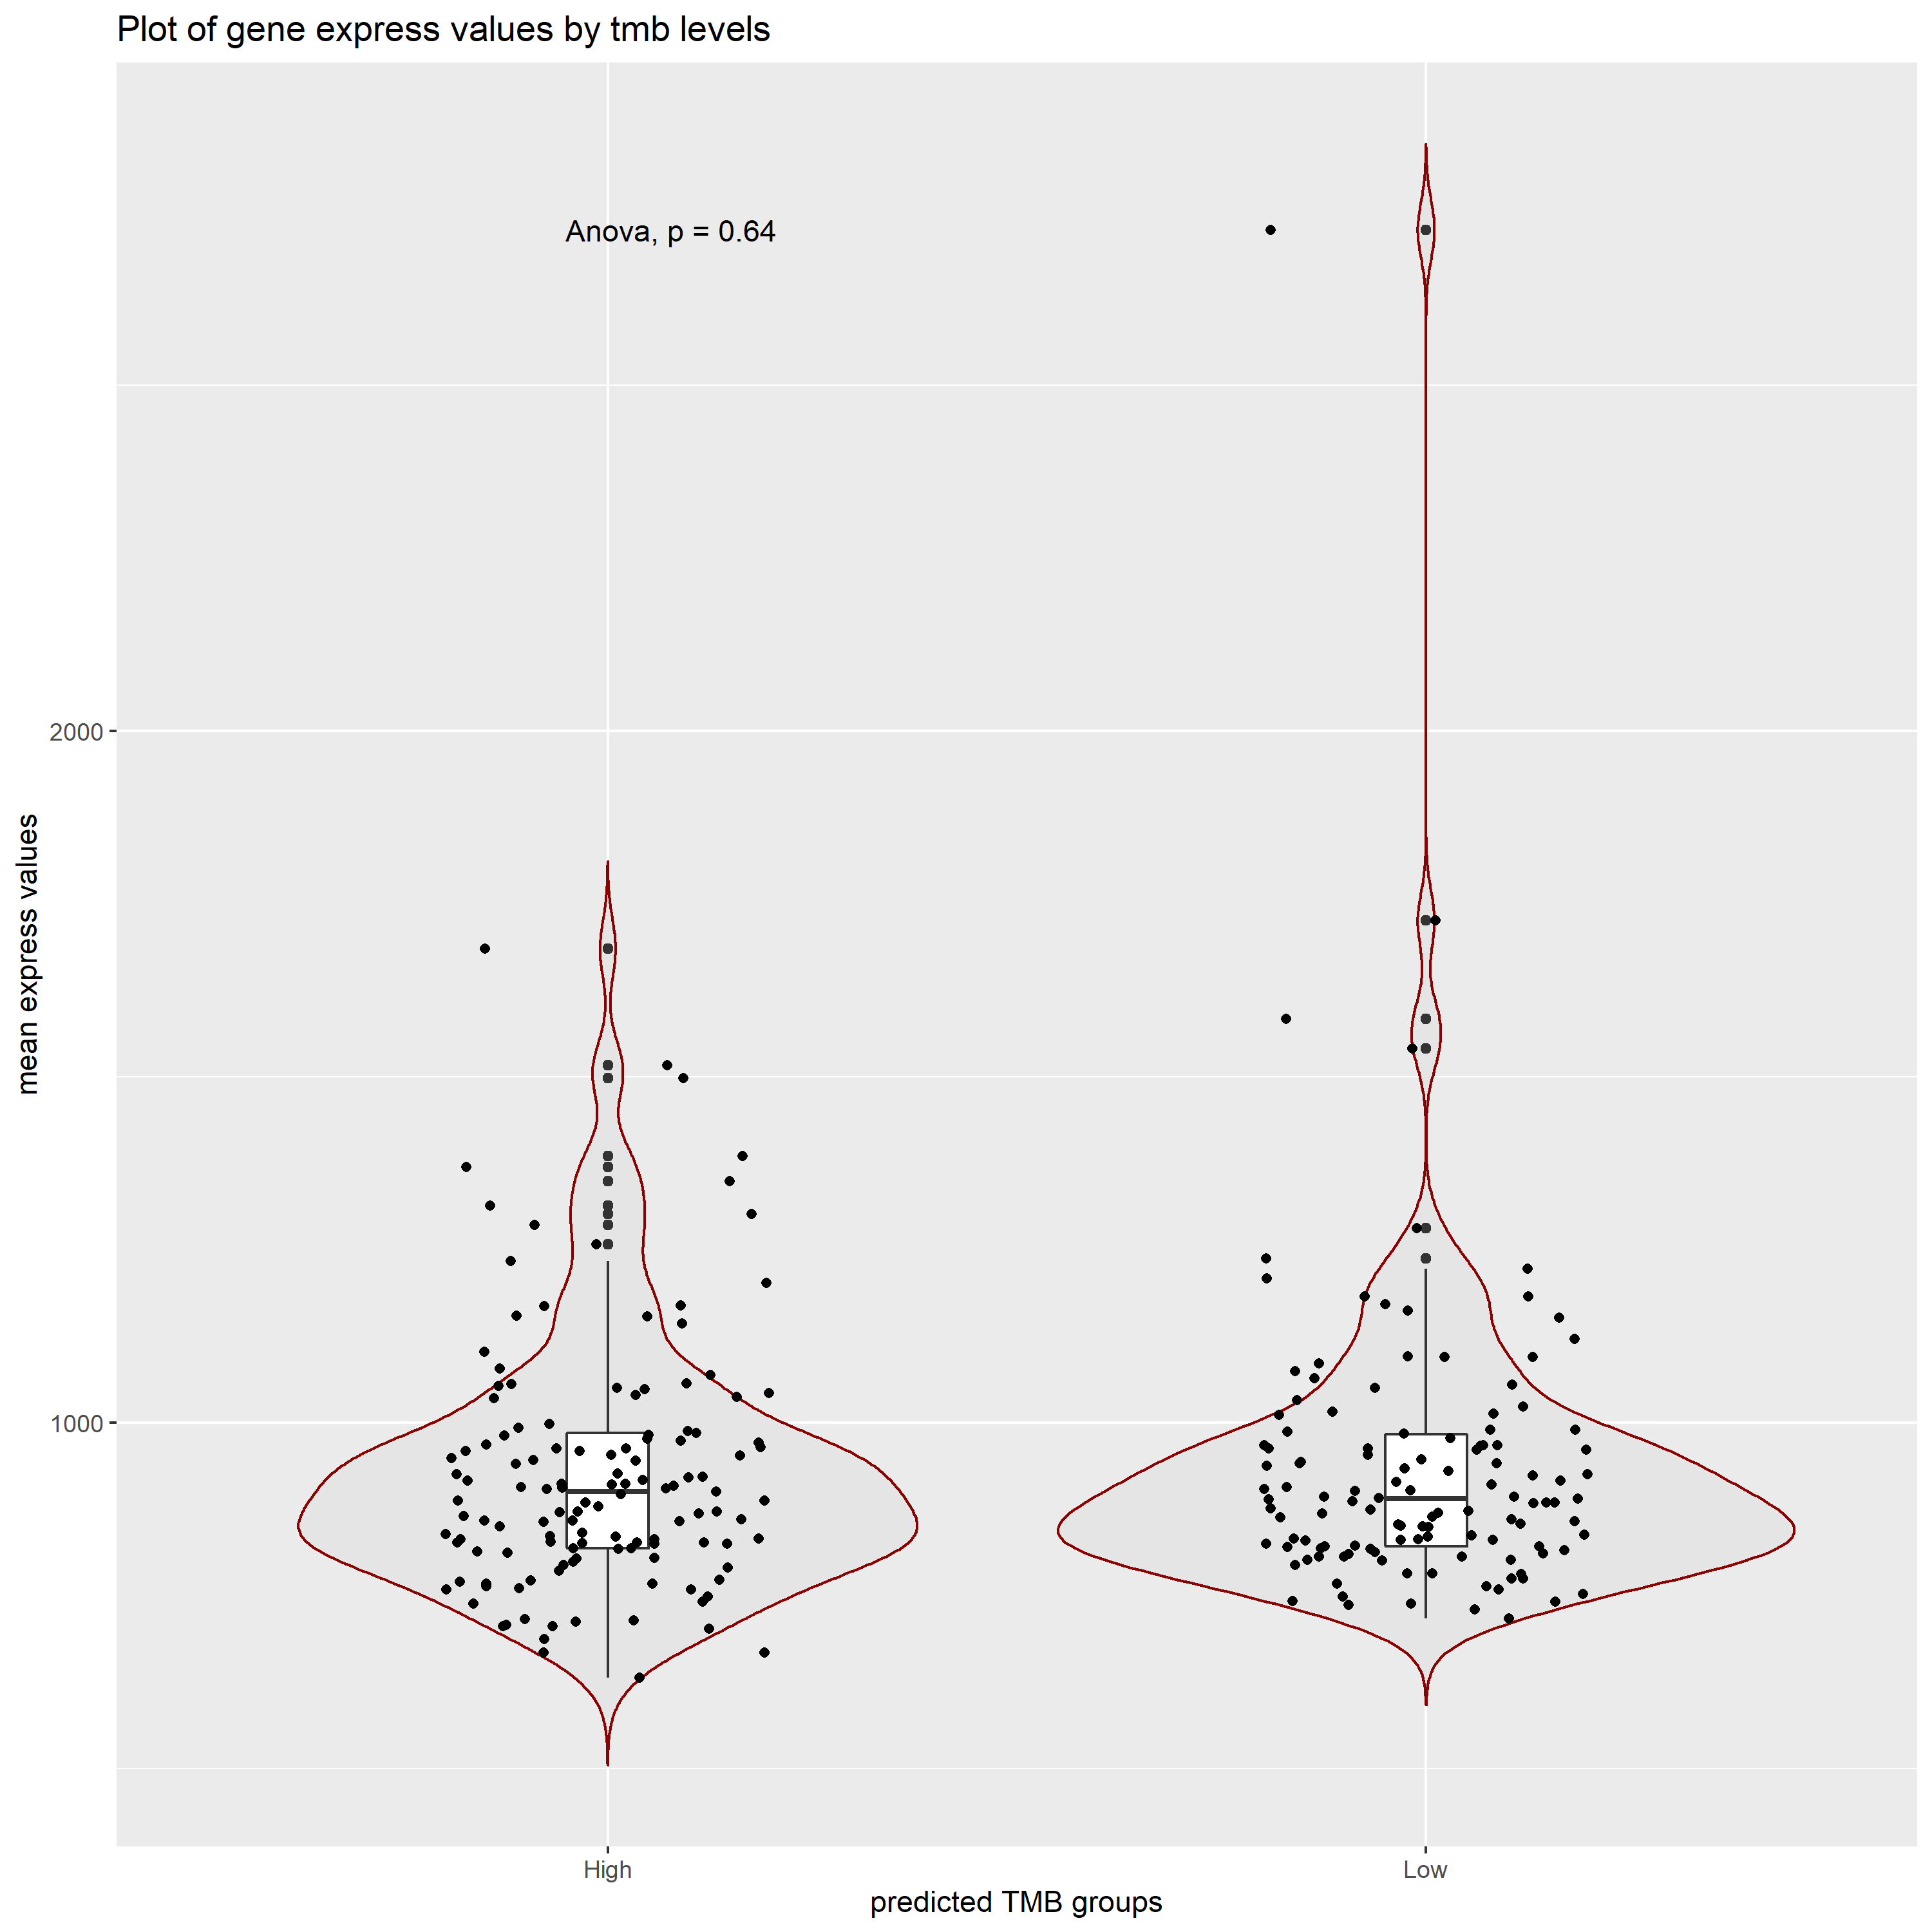 Plot of gene express values by tmb levels
Anova, p = 0.64
mean express values
2000
1000
High
Low
predicted TMB groups